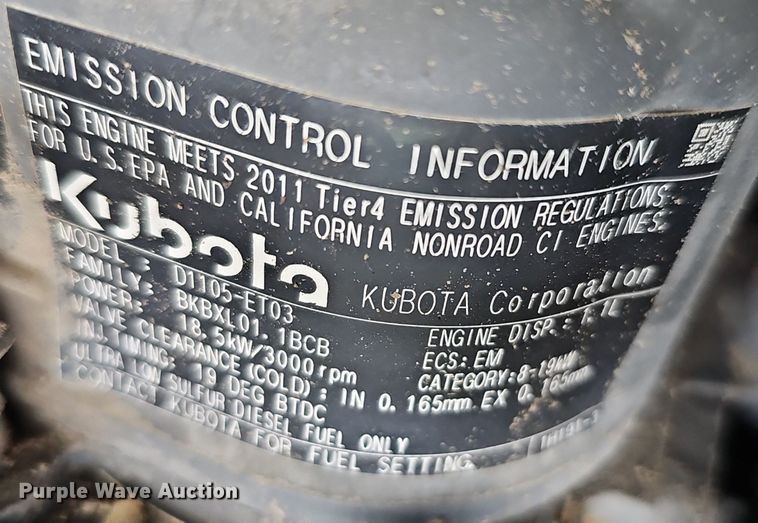 EMISSION CONTROL INFORMATION
THIS ENGINE MEETS 2011 Tier4 EMISSION REGULATIONS
FOR U.S. EPA AND CALIFORNIA NONROAD CI ENGINES.
Kubota KUBOTA Corporation
MODEL : D1105-ET03 ENGINE DISP.: 1.1L
FAMILY: BKBXL01.1BCB ECS: EM
POWER: 18.5kW/3000rpm CATEGORY:8-19kW
VALVE CLEARANCE (COLD): IN 0.165mm EX 0.165mm
INJ. TIMING: 19 DEG BTDC
ULTRA LOW SULFUR DIESEL FUEL ONLY
CONTACT KUBOTA FOR FUEL SETTING.
Purple Wave Auction